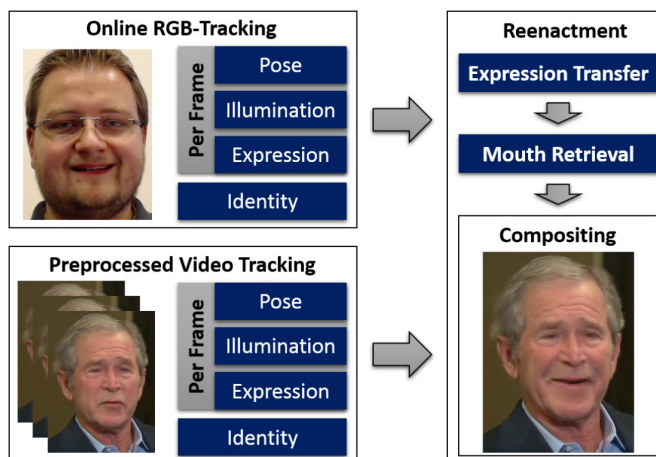 Online RGB-Tracking
Per Frame
Pose
Illumination
Expression
Identity
Preprocessed Video Tracking
Per Frame
Pose
Illumination
Expression
Identity
Reenactment
Expression Transfer
Mouth Retrieval
Compositing